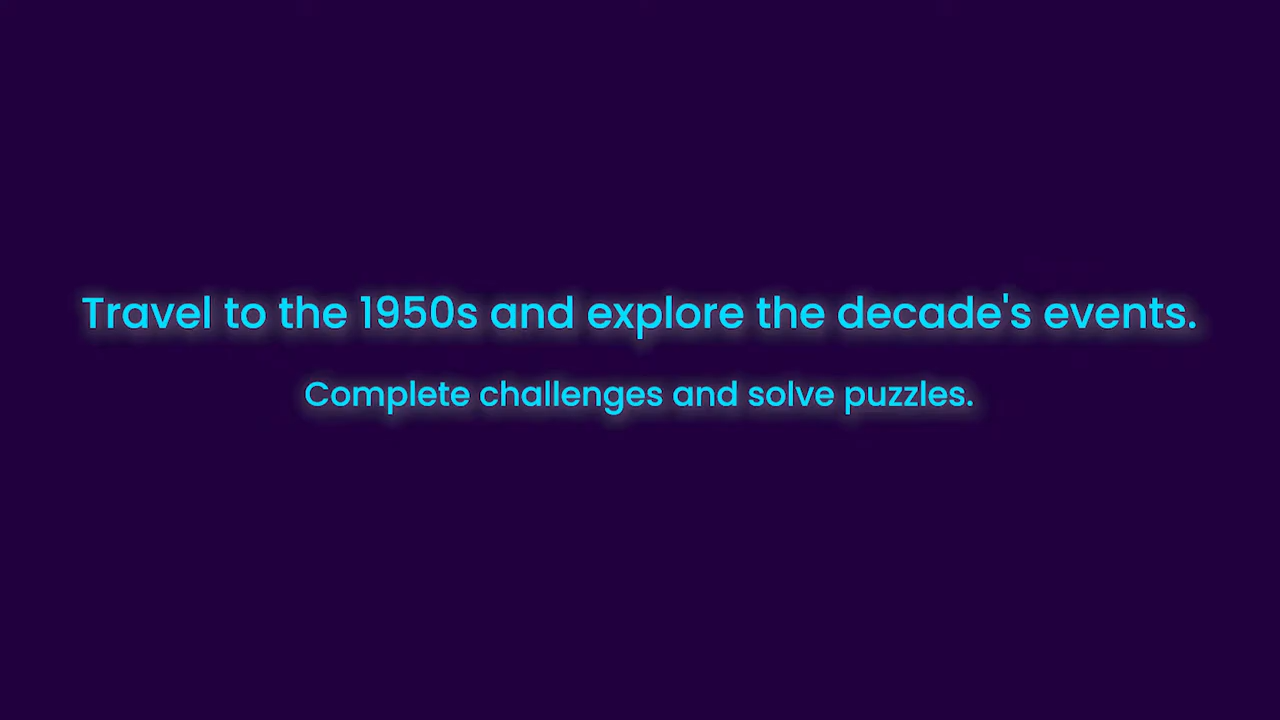 Travel to the 1950s and explore the decade's events.
Complete challenges and solve puzzles.